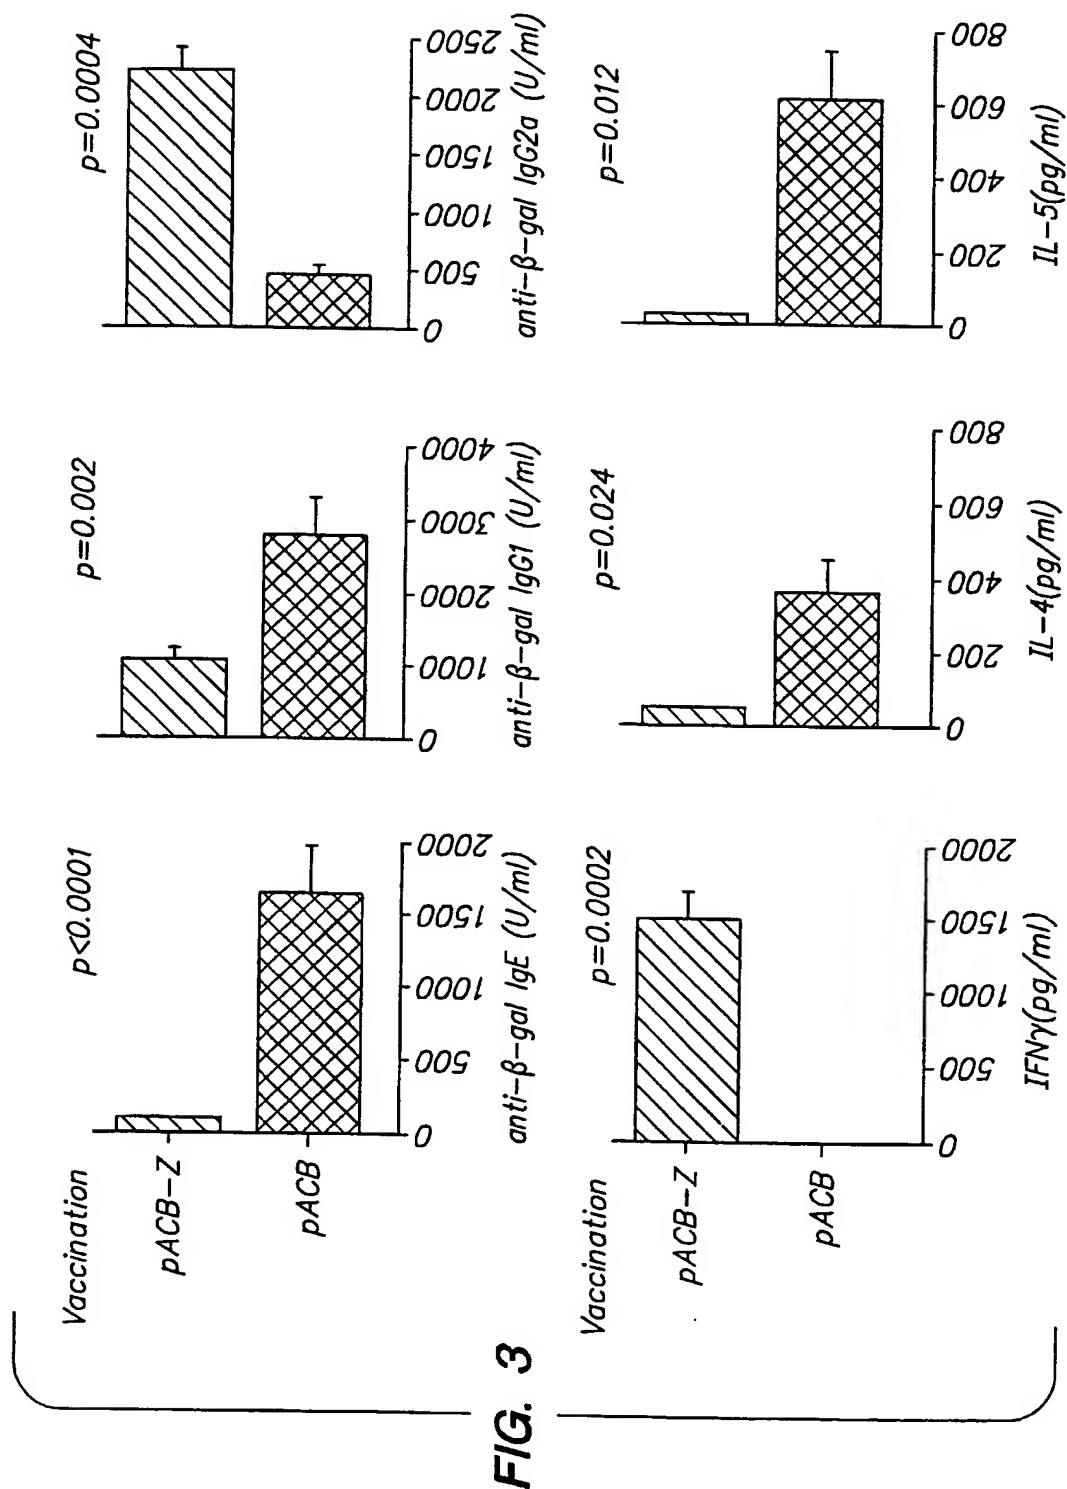 Vaccination
p<0.0001
p=0.002
p=0.0004
pACB-Z
pACB
0 500 1000 1500 2000
0 1000 2000 3000 4000
0 500 1000 1500 2000 2500
anti-β-gal IgE (U/ml)
anti-β-gal IgG1 (U/ml)
anti-β-gal IgG2a (U/ml)
FIG. 3
Vaccination
p=0.0002
p=0.024
p=0.012
pACB-Z
pACB
0 500 1000 1500 2000
0 200 400 600 800
0 200 400 600 800
IFNγ(pg/ml)
IL-4(pg/ml)
IL-5(pg/ml)